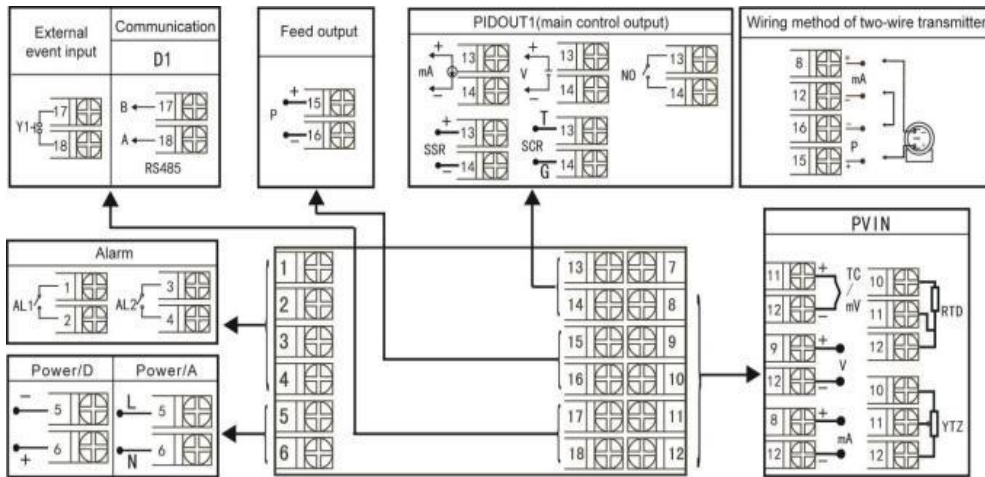 External
event input
Y1
17
18
Communication
D1
B 17
A 18
RS485
Feed output
P
+
15
-
16
PIDOUT1(main control output)
+
mA
-
13
14
+
V
-
13
14
NO
13
14
+
SSR
-
13
14
T
SCR
G
13
14
Wiring method of two-wire transmitter
8 +
mA
12 -
16 -
P
15 +
Alarm
AL1
1
2
AL2
3
4
Power/D
- 5
+ 6
Power/A
L 5
N 6
1
2
3
4
5
6
13 7
14 8
15 9
16 10
17 11
18 12
PVIN
11 +
TC
/
mV
12 -
9 +
V
12 -
8 +
mA
12 -
10
11
12
RTD
10
11
12
YTZ